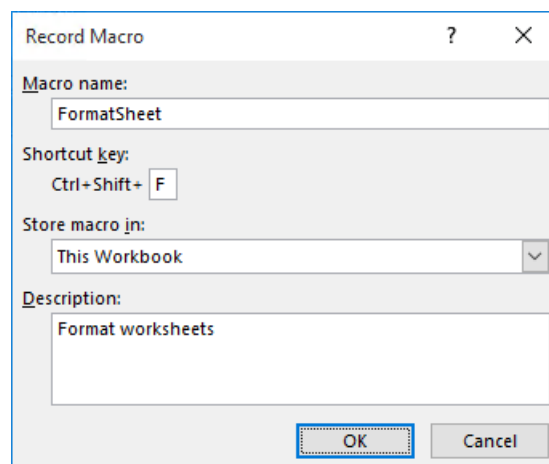 Record Macro ? ×
Macro name:
FormatSheet
Shortcut key:
Ctrl+Shift+ F
Store macro in:
This Workbook
Description:
Format worksheets
OK Cancel